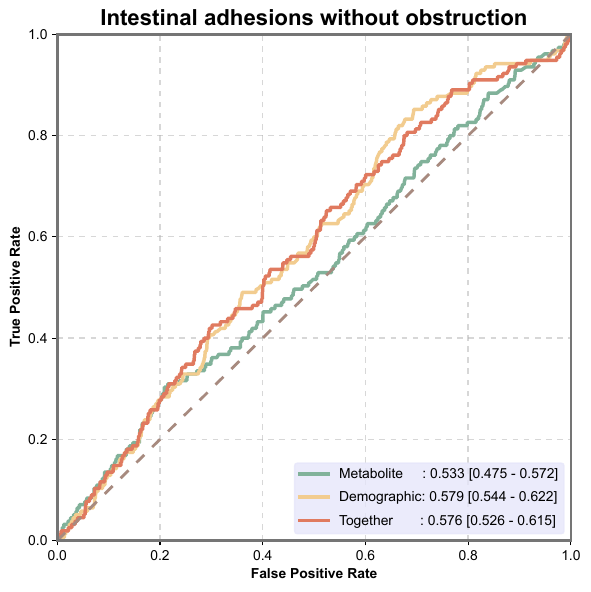 Intestinal adhesions without obstruction
1.0
0.8
0.6
0.4
0.2
0.0
True Positive Rate
Metabolite : 0.533 [0.475 - 0.572]
Demographic: 0.579 [0.544 - 0.622]
Together : 0.576 [0.526 - 0.615]
0.0 0.2 0.4 0.6 0.8 1.0
False Positive Rate